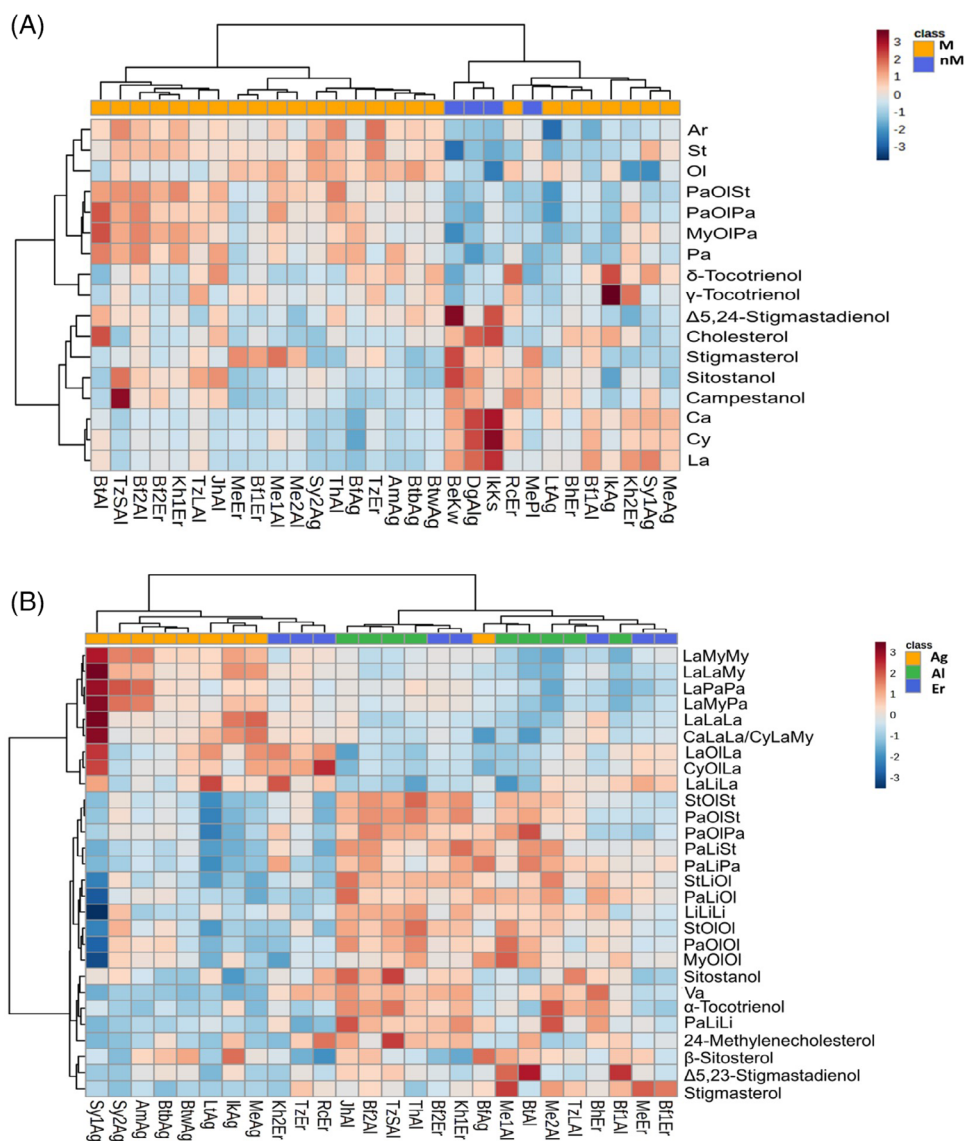 (A)
class
M
nM
3
2
1
0
-1
-2
-3
Ar
St
Ol
PaOlSt
PaOlPa
MyOlPa
Pa
δ-Tocotrienol
γ-Tocotrienol
Δ5,24-Stigmastadienol
Cholesterol
Stigmasterol
Sitostanol
Campestanol
Ca
Cy
La
BtAl
TzSAl
Bf2Al
Bf2Er
Kh1Er
TzLAl
JhAl
MeEr
Bf1Er
Me1Al
Me2Al
Sy2Ag
ThAl
BfAg
TzEr
AmAg
BtbAg
BtwAg
BeKw
DgAlg
IkKs
RcEr
MePl
LtAg
BhEr
Bf1Al
IkAg
Kh2Er
Sy1Ag
MeAg
(B)
class
Ag
Al
Er
3
2
1
0
-1
-2
-3
LaMyMy
LaLaMy
LaPaPa
LaMyPa
LaLaLa
CaLaLa/CyLaMy
LaOlLa
CyOlLa
LaLiLa
StOlSt
PaOlSt
PaOlPa
PaLiSt
PaLiPa
StLiOl
PaLiOl
LiLiLi
StOlOl
PaOlOl
MyOlOl
Sitostanol
Va
α-Tocotrienol
PaLiLi
24-Methylenecholesterol
β-Sitosterol
Δ5,23-Stigmastadienol
Stigmasterol
Sy1Ag
Sy2Ag
AmAg
BtbAg
BtwAg
LtAg
IkAg
MeAg
Kh2Er
TzEr
RcEr
JhAl
Bf2Al
TzSAl
ThAl
Bf2Er
Kh1Er
BfAg
Me1Al
BtAl
Me2Al
TzLAl
BhEr
Bf1Al
MeEr
Bf1Er